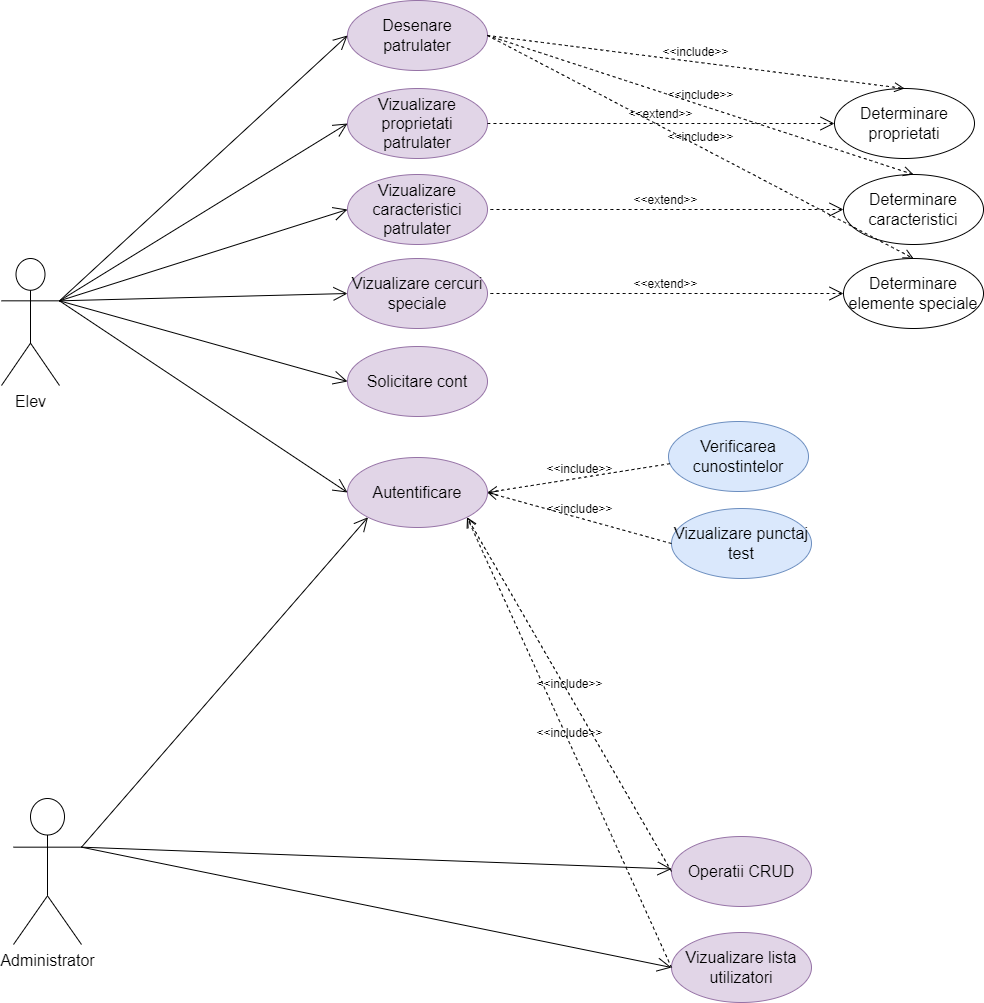 Desenare
patrulater
<<include>>
Vizualizare
proprietati
patrulater
<<include>>
<<extend>>
<<include>>
Determinare
proprietati
Vizualizare
caracteristici
patrulater
<<extend>>
Determinare
caracteristici
Vizualizare cercuri
speciale
<<extend>>
Determinare
elemente speciale
Elev
Solicitare cont
Autentificare
<<include>>
Verificarea
cunostintelor
<<include>>
Vizualizare punctaj
test
<<include>>
<<include>>
Operatii CRUD
Administrator
Vizualizare lista
utilizatori